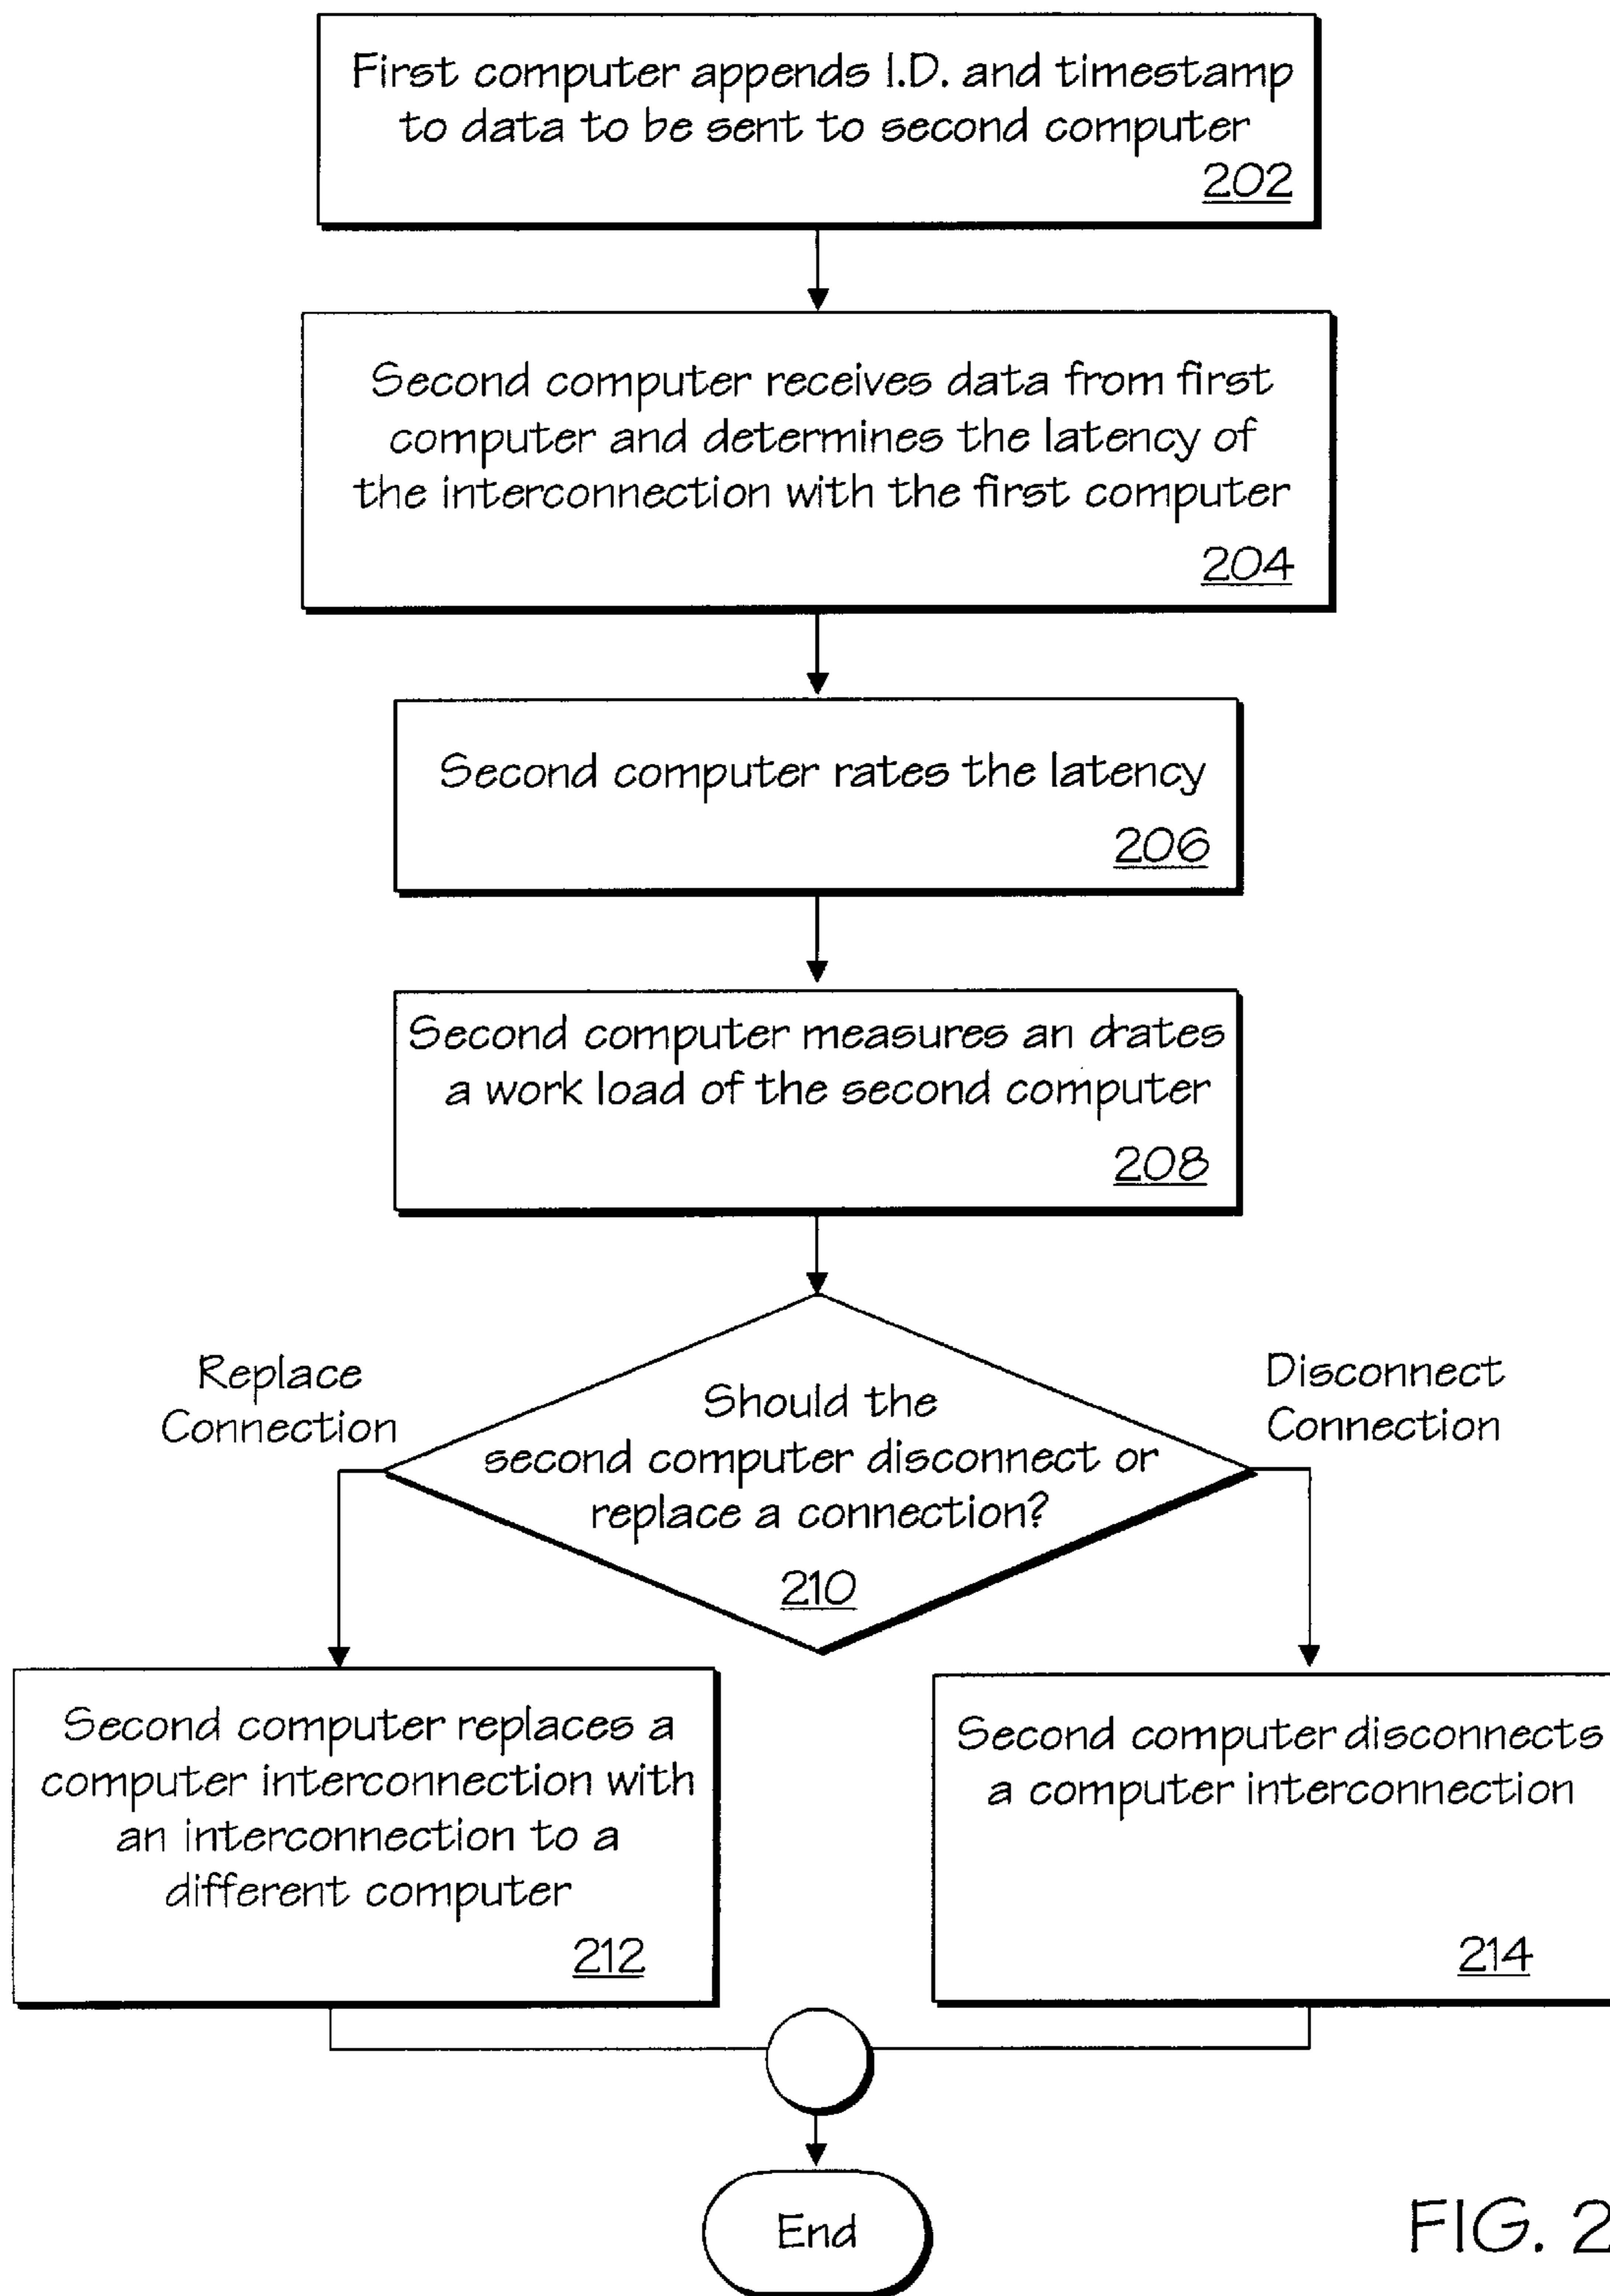 First computer appends I.D. and timestamp
to data to be sent to second computer
202
Second computer receives data from first
computer and determines the latency of
the interconnection with the first computer
204
Second computer rates the latency
206
Second computer measures an drates
a work load of the second computer
208
Replace
Connection
Should the
second computer disconnect or
replace a connection?
210
Disconnect
Connection
Second computer replaces a
computer interconnection with
an interconnection to a
different computer
212
Second computer disconnects
a computer interconnection
214
End
FIG. 2